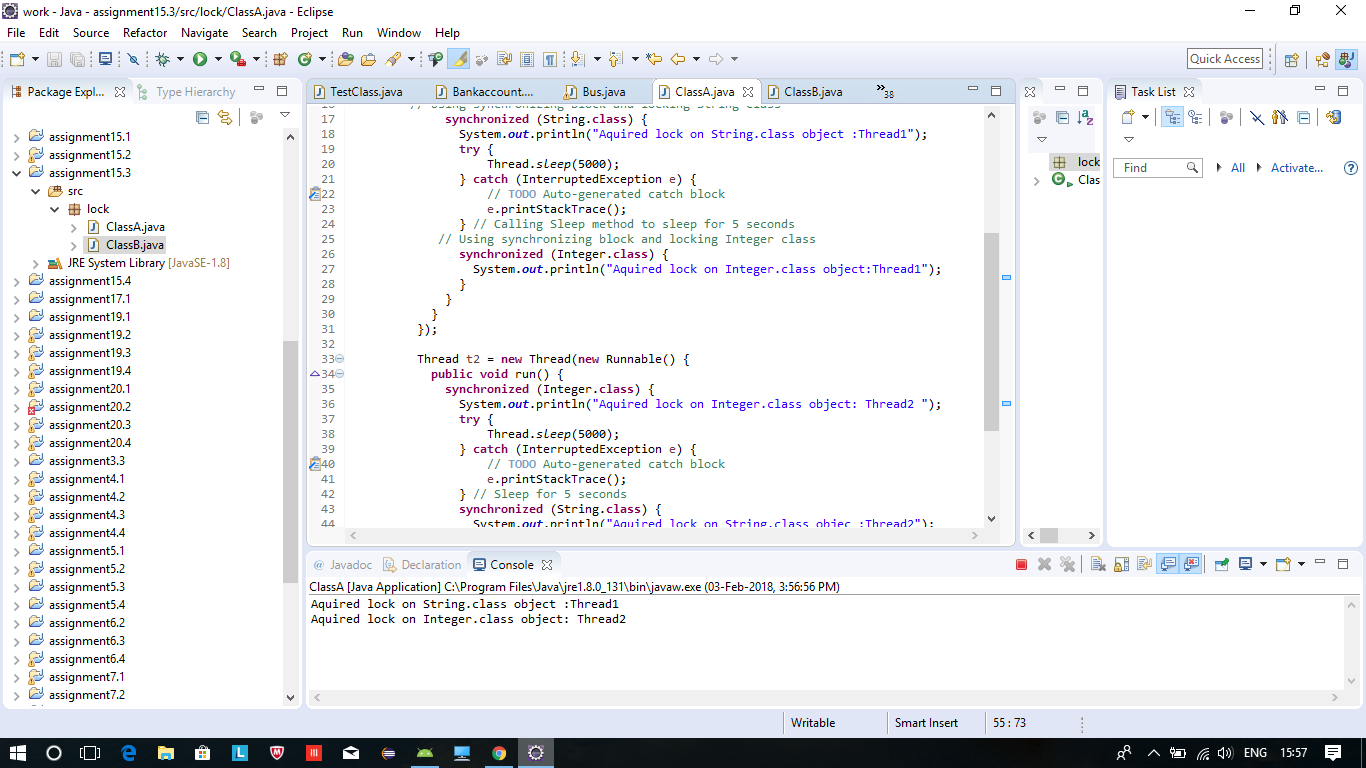 work - Java - assignment15.3/src/lock/ClassA.java - Eclipse
File Edit Source Refactor Navigate Search Project Run Window Help
Quick Access
Package Expl... Type Hierarchy
assignment15.1
assignment15.2
assignment15.3
src
lock
ClassA.java
ClassB.java
JRE System Library [JavaSE-1.8]
assignment15.4
assignment17.1
assignment19.1
assignment19.2
assignment19.3
assignment19.4
assignment20.1
assignment20.2
assignment20.3
assignment20.4
assignment3.3
assignment4.1
assignment4.2
assignment4.3
assignment4.4
assignment5.1
assignment5.2
assignment5.3
assignment5.4
assignment6.2
assignment6.3
assignment6.4
assignment7.1
assignment7.2
TestClass.java Bankaccount.... Bus.java ClassA.java ClassB.java »38
16 // Using synchronizing block and locking String class
17 synchronized (String.class) {
18 System.out.println("Aquired lock on String.class object :Thread1");
19 try {
20 Thread.sleep(5000);
21 } catch (InterruptedException e) {
22 // TODO Auto-generated catch block
23 e.printStackTrace();
24 } // Calling Sleep method to sleep for 5 seconds
25 // Using synchronizing block and locking Integer class
26 synchronized (Integer.class) {
27 System.out.println("Aquired lock on Integer.class object:Thread1");
28 }
29 }
30 }
31 });
32
33 Thread t2 = new Thread(new Runnable() {
34 public void run() {
35 synchronized (Integer.class) {
36 System.out.println("Aquired lock on Integer.class object: Thread2 ");
37 try {
38 Thread.sleep(5000);
39 } catch (InterruptedException e) {
40 // TODO Auto-generated catch block
41 e.printStackTrace();
42 } // Sleep for 5 seconds
43 synchronized (String.class) {
44 System.out.println("Aquired lock on String.class objec :Thread2");
lock
Clas
Task List
Find All Activate...
@ Javadoc Declaration Console
ClassA [Java Application] C:\Program Files\Java\jre1.8.0_131\bin\javaw.exe (03-Feb-2018, 3:56:56 PM)
Aquired lock on String.class object :Thread1
Aquired lock on Integer.class object: Thread2
Writable Smart Insert 55 : 73
ENG 15:57